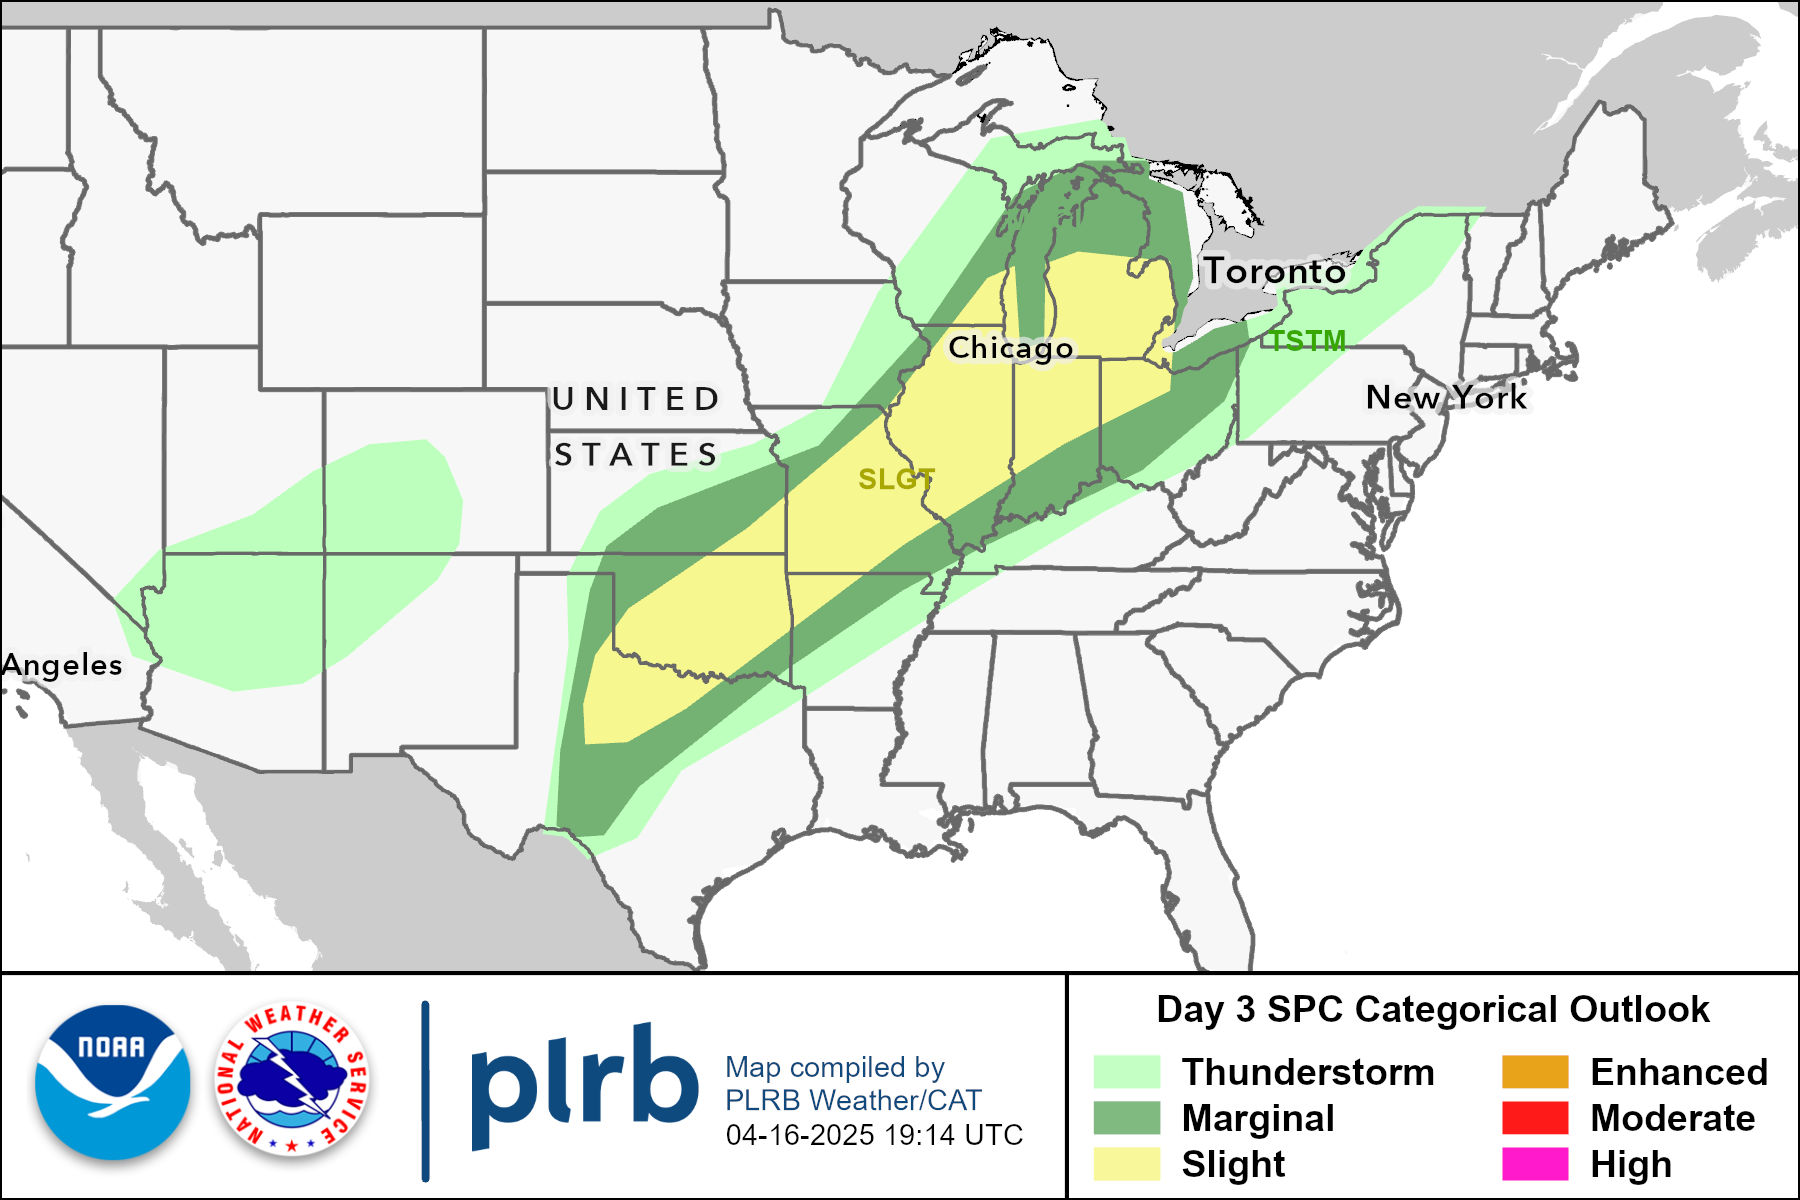 Toronto
TSTM
Chicago
New York
UNITED
STATES
SLGT
Angeles
NOAA
NATIONAL WEATHER SERVICE
plrb
Map compiled by
PLRB Weather/CAT
04-16-2025 19:14 UTC
Day 3 SPC Categorical Outlook
Thunderstorm
Enhanced
Marginal
Moderate
Slight
High